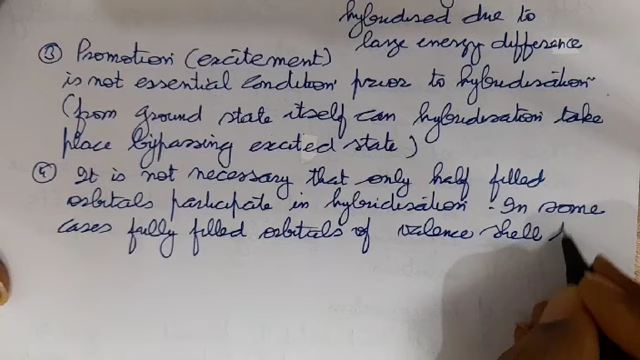 hybridised due to
large energy difference
③ Promotion (excitement)
is not essential condition prior to hybridisation
(from ground state itself can hybridisation take
place bypassing excited state)
④ It is not necessary that only half filled
orbitals participate in hybridisation . In some
cases fully filled orbitals of valence shell